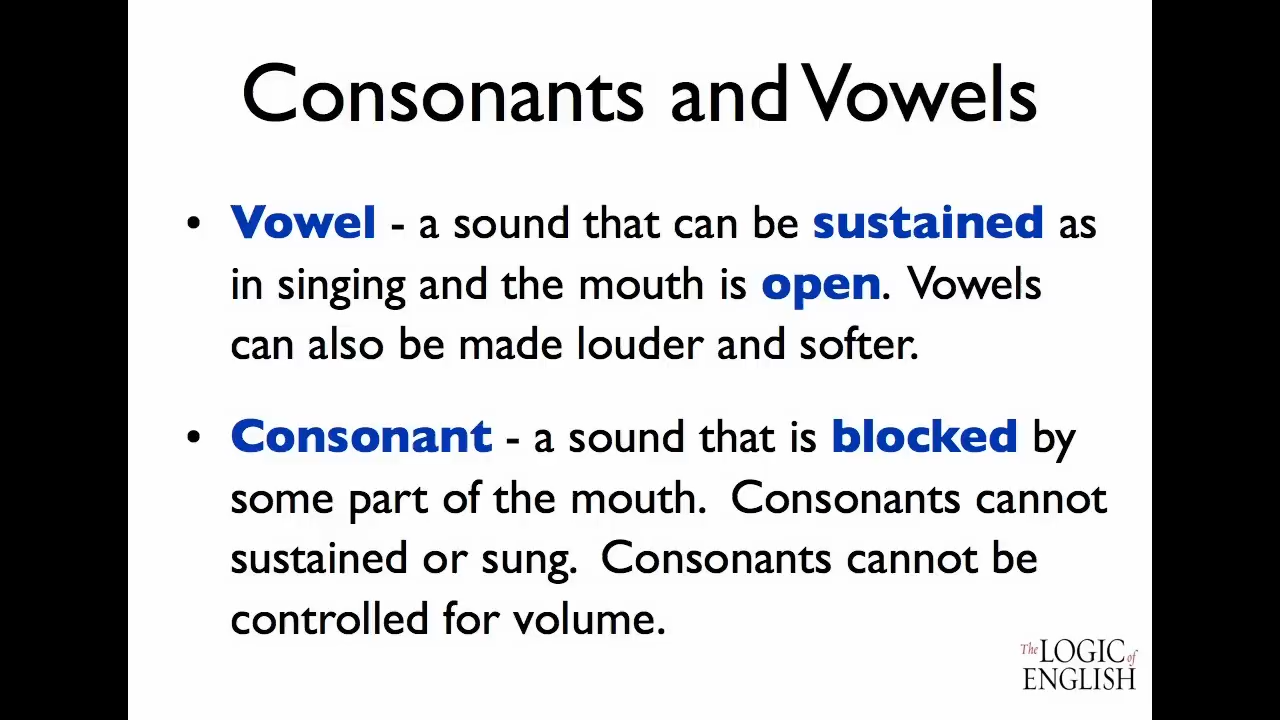 Consonants and Vowels
• Vowel - a sound that can be sustained as
in singing and the mouth is open. Vowels
can also be made louder and softer.
• Consonant - a sound that is blocked by
some part of the mouth. Consonants cannot
sustained or sung. Consonants cannot be
controlled for volume.
The LOGIC of
ENGLISH